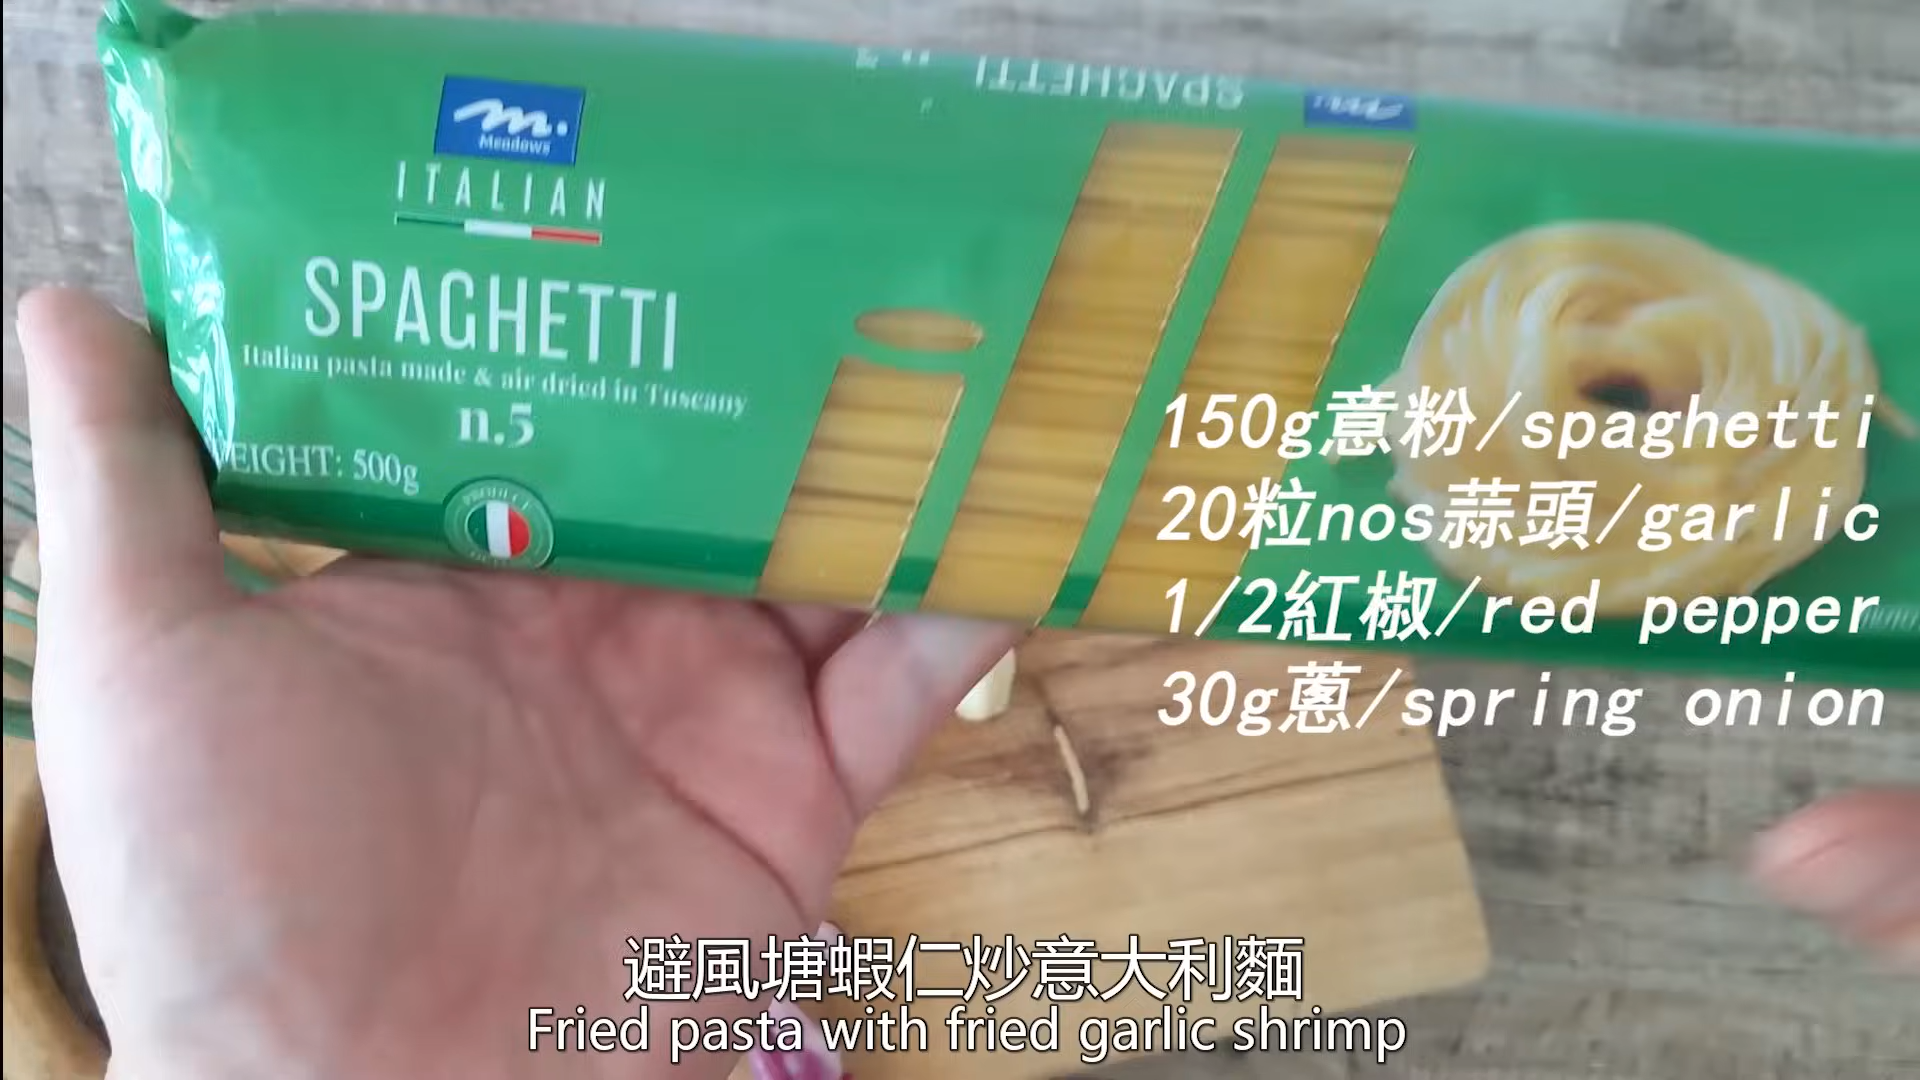 SPAGHETTI
m.
Meadows
ITALIAN
SPAGHETTI
Italian pasta made & air dried in Tuscany
n.5
EIGHT: 500g
150g意粉/spaghetti
20粒nos蒜頭/garlic
1/2紅椒/red pepper
30g蔥/spring onion
避風塘蝦仁炒意大利麵
Fried pasta with fried garlic shrimp